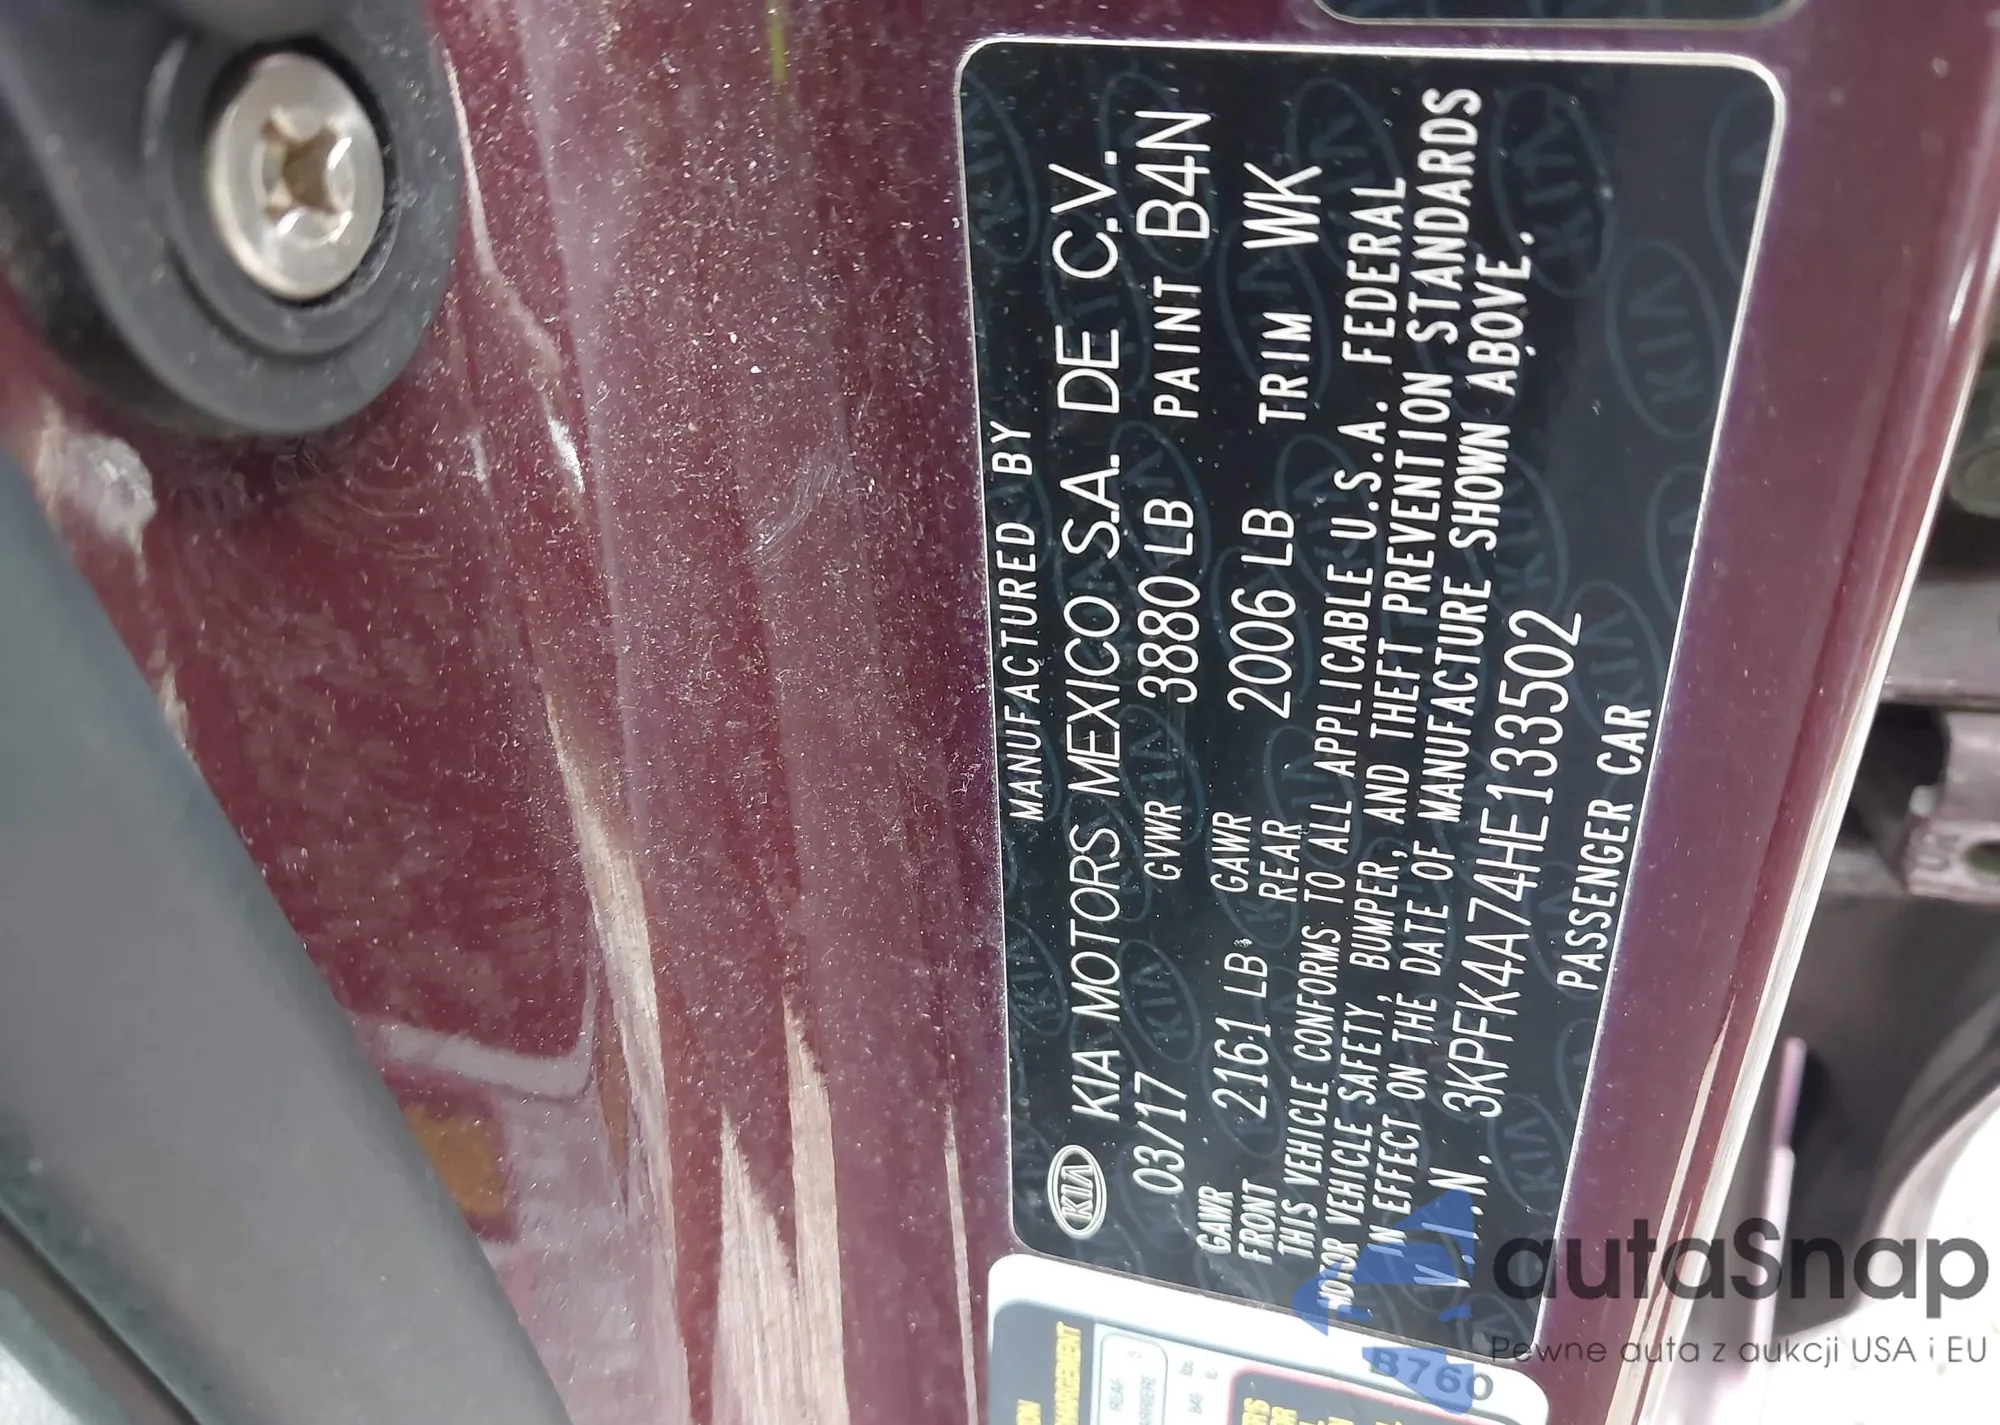 MANUFACTURED BY
KIA KIA MOTORS MEXICO S.A. DE C.V.
03/17 GVWR 3880 LB PAINT B4N
GAWR FRONT 2161 LB GAWR REAR 2006 LB TRIM WK
THIS VEHICLE CONFORMS TO ALL APPLICABLE U.S.A. FEDERAL
MOTOR VEHICLE SAFETY, BUMPER, AND THEFT PREVENTION STANDARDS
IN EFFECT ON THE DATE OF MANUFACTURE SHOWN ABOVE.
V.I.N. 3KPFK4A74HE133502
PASSENGER CAR
B760
autaSnap
Pewne auta z aukcji USA i EU